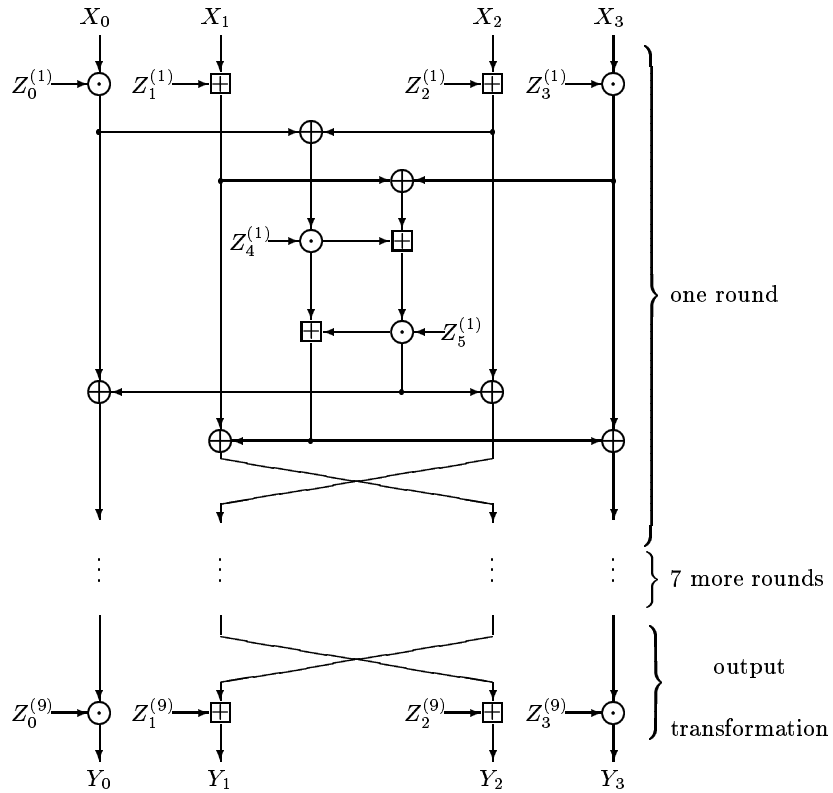 X₀ X₁ X₂ X₃
Z₀⁽¹⁾ Z₁⁽¹⁾ Z₂⁽¹⁾ Z₃⁽¹⁾
Z₄⁽¹⁾
one round
Z₅⁽¹⁾
7 more rounds
output
transformation
Z₀⁽⁹⁾ Z₁⁽⁹⁾ Z₂⁽⁹⁾ Z₃⁽⁹⁾
Y₀ Y₁ Y₂ Y₃